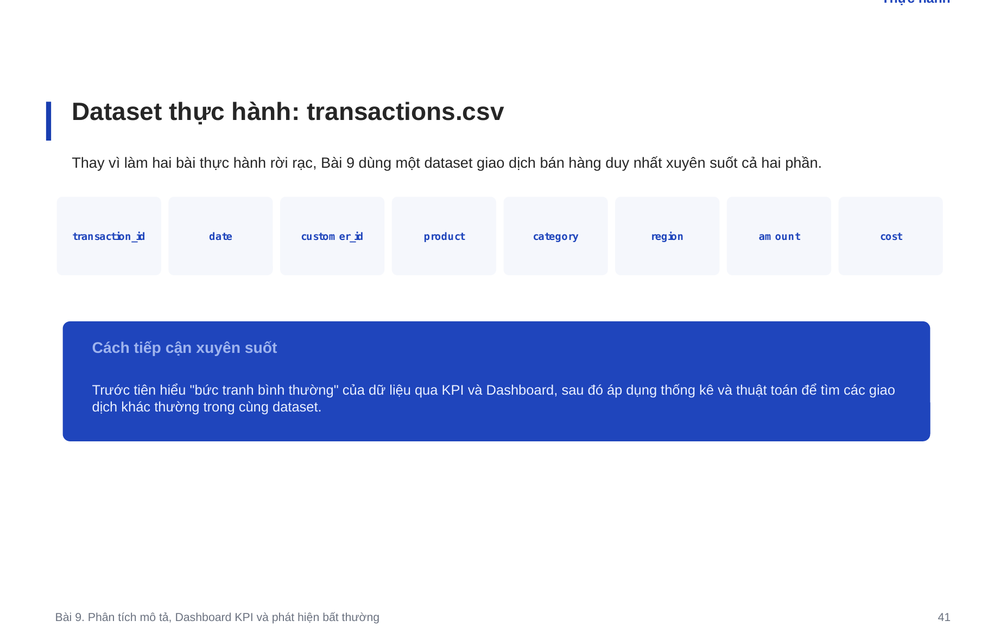 Thực hành
Dataset thực hành: transactions.csv
Thay vì làm hai bài thực hành rời rạc, Bài 9 dùng một dataset giao dịch bán hàng duy nhất xuyên suốt cả hai phần.
transaction_id
date
customer_id
product
category
region
amount
cost
Cách tiếp cận xuyên suốt
Trước tiên hiểu "bức tranh bình thường" của dữ liệu qua KPI và Dashboard, sau đó áp dụng thống kê và thuật toán để tìm các giao
dịch khác thường trong cùng dataset.
Bài 9. Phân tích mô tả, Dashboard KPI và phát hiện bất thường
41